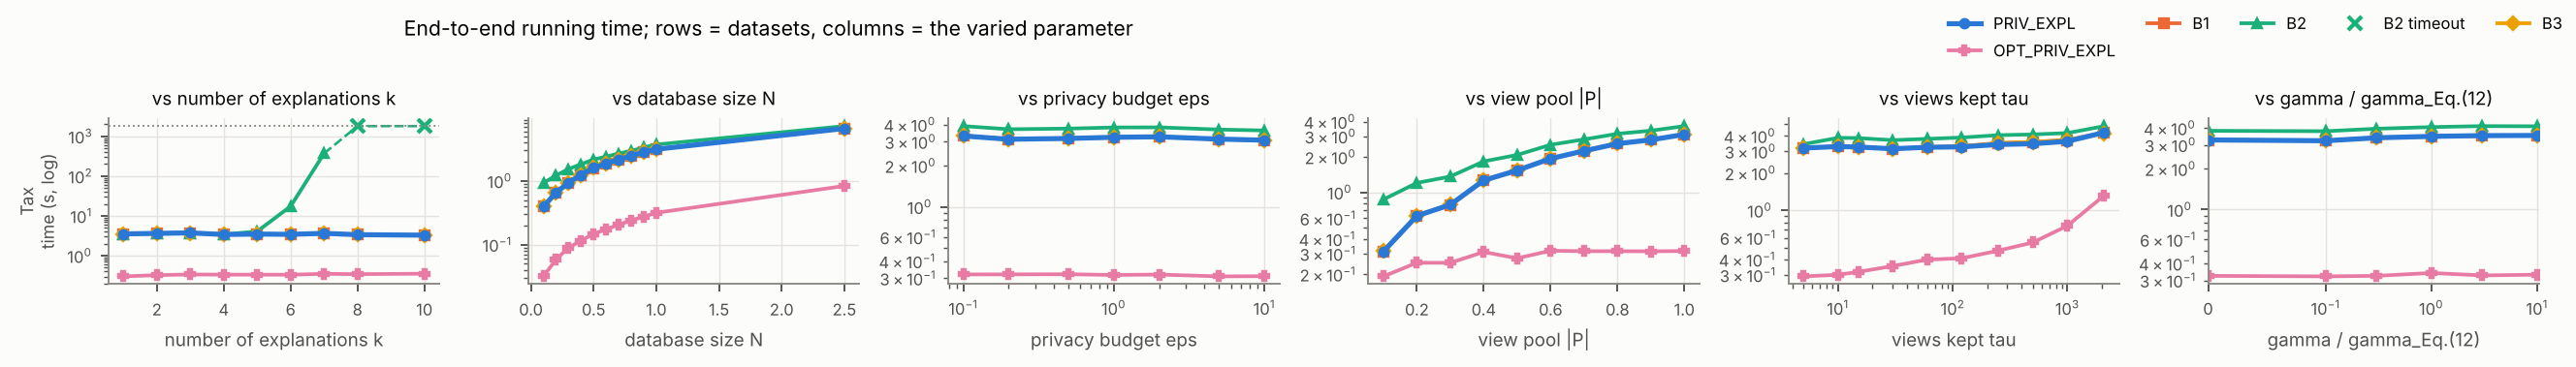 End-to-end running time; rows = datasets, columns = the varied parameter
PRIV_EXPL
B1
B2
B2 timeout
B3
OPT_PRIV_EXPL
vs number of explanations k
Tax
time (s, log)
10³
10²
10¹
10⁰
2 4 6 8 10
number of explanations k
vs database size N
10⁰
10⁻¹
0.0 0.5 1.0 1.5 2.0 2.5
database size N
vs privacy budget eps
4 × 10⁰
3 × 10⁰
2 × 10⁰
10⁰
6 × 10⁻¹
4 × 10⁻¹
3 × 10⁻¹
10⁻¹ 10⁰ 10¹
privacy budget eps
vs view pool |P|
4 × 10⁰
3 × 10⁰
2 × 10⁰
10⁰
6 × 10⁻¹
4 × 10⁻¹
3 × 10⁻¹
2 × 10⁻¹
0.2 0.4 0.6 0.8 1.0
view pool |P|
vs views kept tau
4 × 10⁰
3 × 10⁰
2 × 10⁰
10⁰
6 × 10⁻¹
4 × 10⁻¹
3 × 10⁻¹
10¹ 10² 10³
views kept tau
vs gamma / gamma_Eq.(12)
4 × 10⁰
3 × 10⁰
2 × 10⁰
10⁰
6 × 10⁻¹
4 × 10⁻¹
3 × 10⁻¹
0 10⁻¹ 10⁰ 10¹
gamma / gamma_Eq.(12)